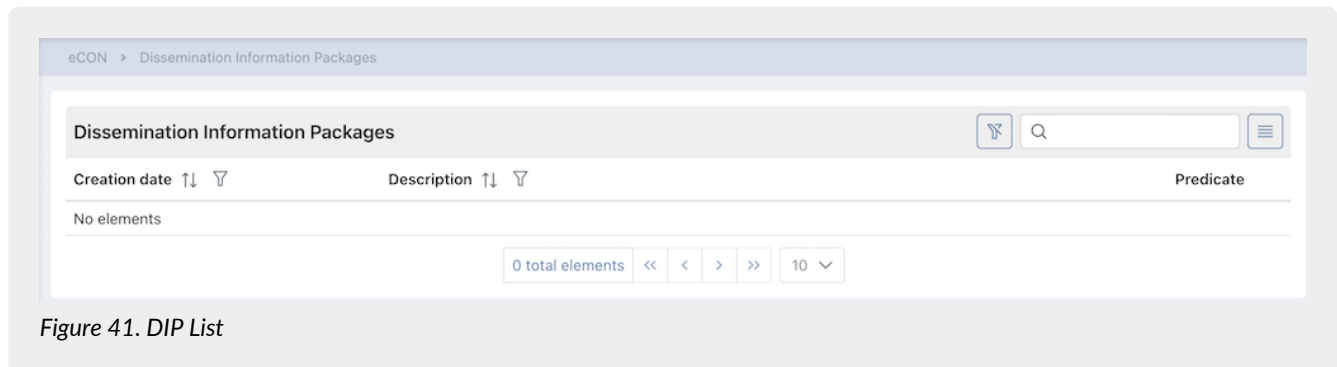 eCON > Dissemination Information Packages
Dissemination Information Packages
Creation date Description Predicate
No elements
0 total elements « < > » 10
Figure 41. DIP List